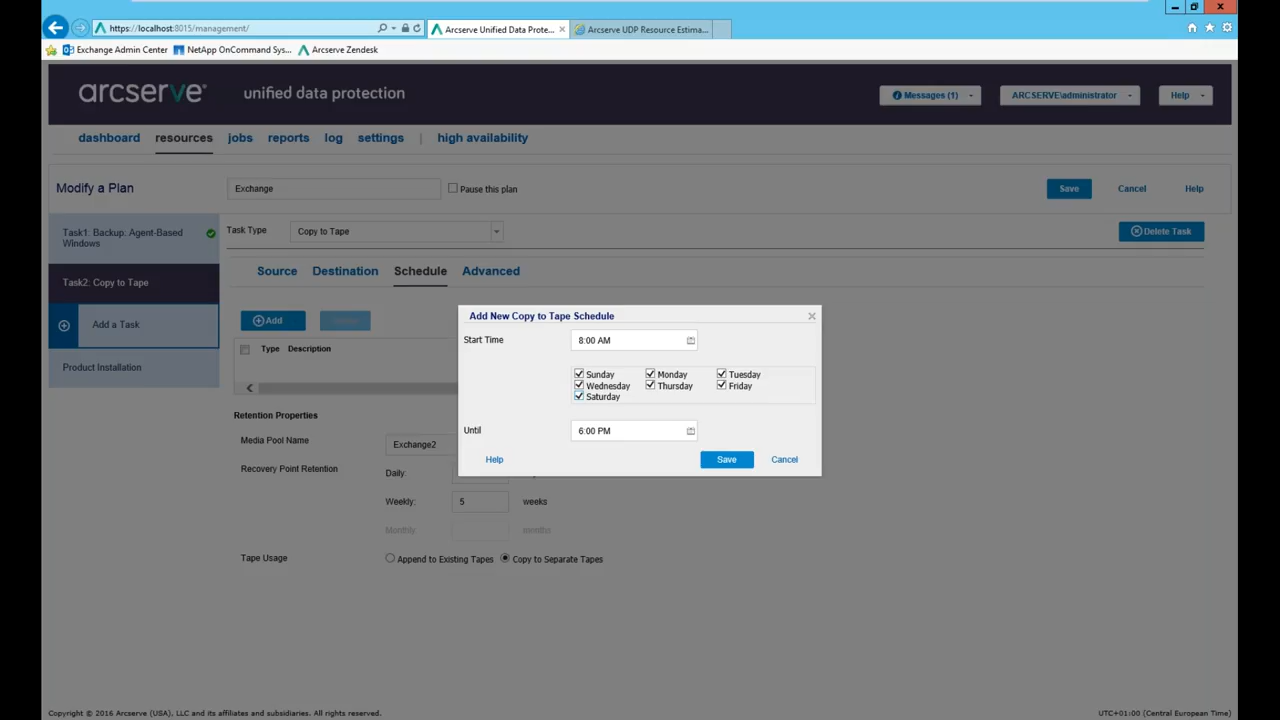 https://localhost:8015/management/
Arcserve Unified Data Prote...
Arcserve UDP Resource Estima...
Exchange Admin Center
NetApp OnCommand Sys...
Arcserve Zendesk
arcserve®
unified data protection
Messages (1)
ARCSERVE\administrator
Help
dashboard
resources
jobs
reports
log
settings
|
high availability
Modify a Plan
Exchange
Pause this plan
Save
Cancel
Help
Task1: Backup: Agent-Based
Windows
Task Type
Copy to Tape
Delete Task
Task2: Copy to Tape
Source
Destination
Schedule
Advanced
Add a Task
Add
Product Installation
Type
Description
Add New Copy to Tape Schedule
Start Time
8:00 AM
Sunday
Monday
Tuesday
Wednesday
Thursday
Friday
Saturday
Until
6:00 PM
Help
Save
Cancel
Retention Properties
Media Pool Name
Exchange2
Recovery Point Retention
Daily:
Weekly:
5
weeks
Monthly
months
Tape Usage
Append to Existing Tapes
Copy to Separate Tapes
Copyright © 2016 Arcserve (USA), LLC and its affiliates and subsidiaries. All rights reserved.
UTC+01:00 (Central European Time)